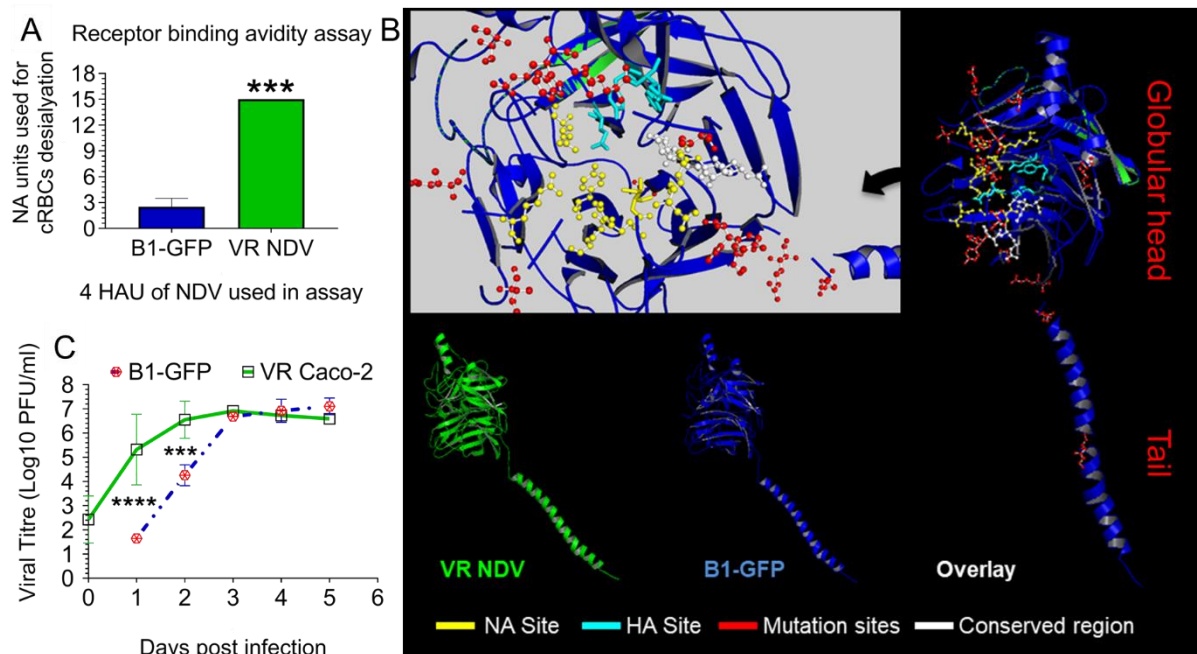 A
Receptor binding avidity assay
NA units used for
cRBCs desialyation
18
15
12
9
6
3
0
***
B1-GFP
VR NDV
4 HAU of NDV used in assay
B
Globular head
Tail
VR NDV
B1-GFP
Overlay
NA Site
HA Site
Mutation sites
Conserved region
C
B1-GFP
VR Caco-2
Viral Titre (Log10 PFU/ml)
8
7
6
5
4
3
2
1
0
****
***
0 1 2 3 4 5 6
Days post infection